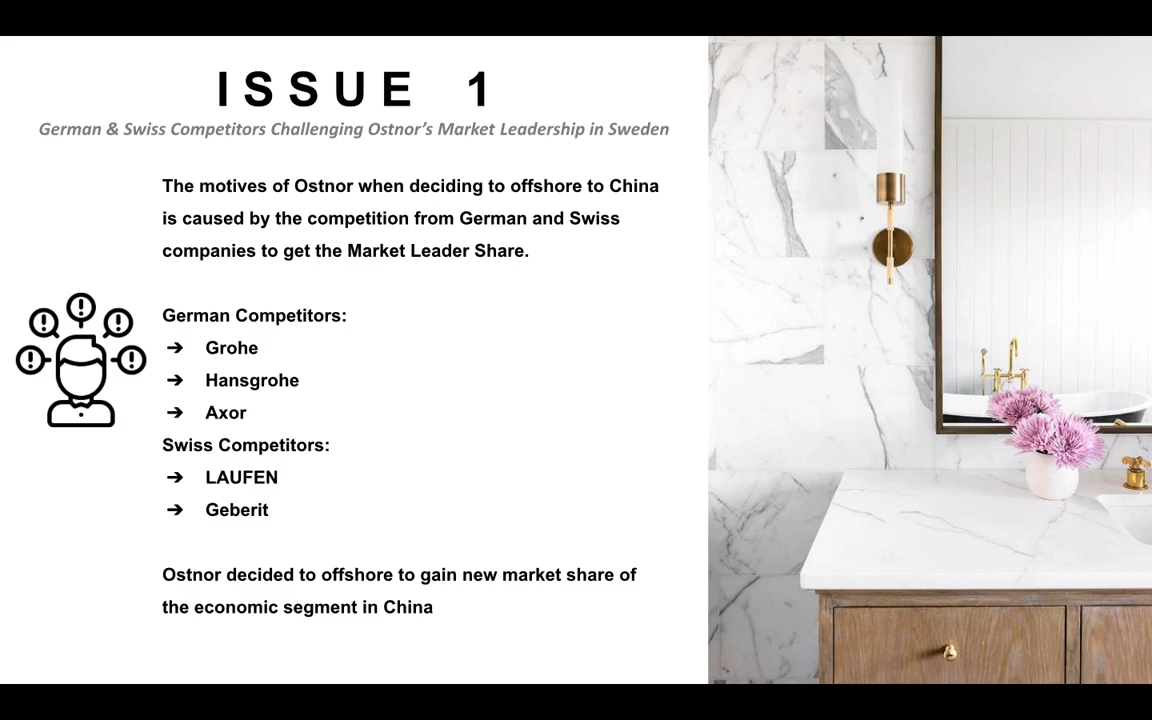 ISSUE 1
German & Swiss Competitors Challenging Ostnor’s Market Leadership in Sweden
The motives of Ostnor when deciding to offshore to China
is caused by the competition from German and Swiss
companies to get the Market Leader Share.
German Competitors:
➔ Grohe
➔ Hansgrohe
➔ Axor
Swiss Competitors:
➔ LAUFEN
➔ Geberit
Ostnor decided to offshore to gain new market share of
the economic segment in China